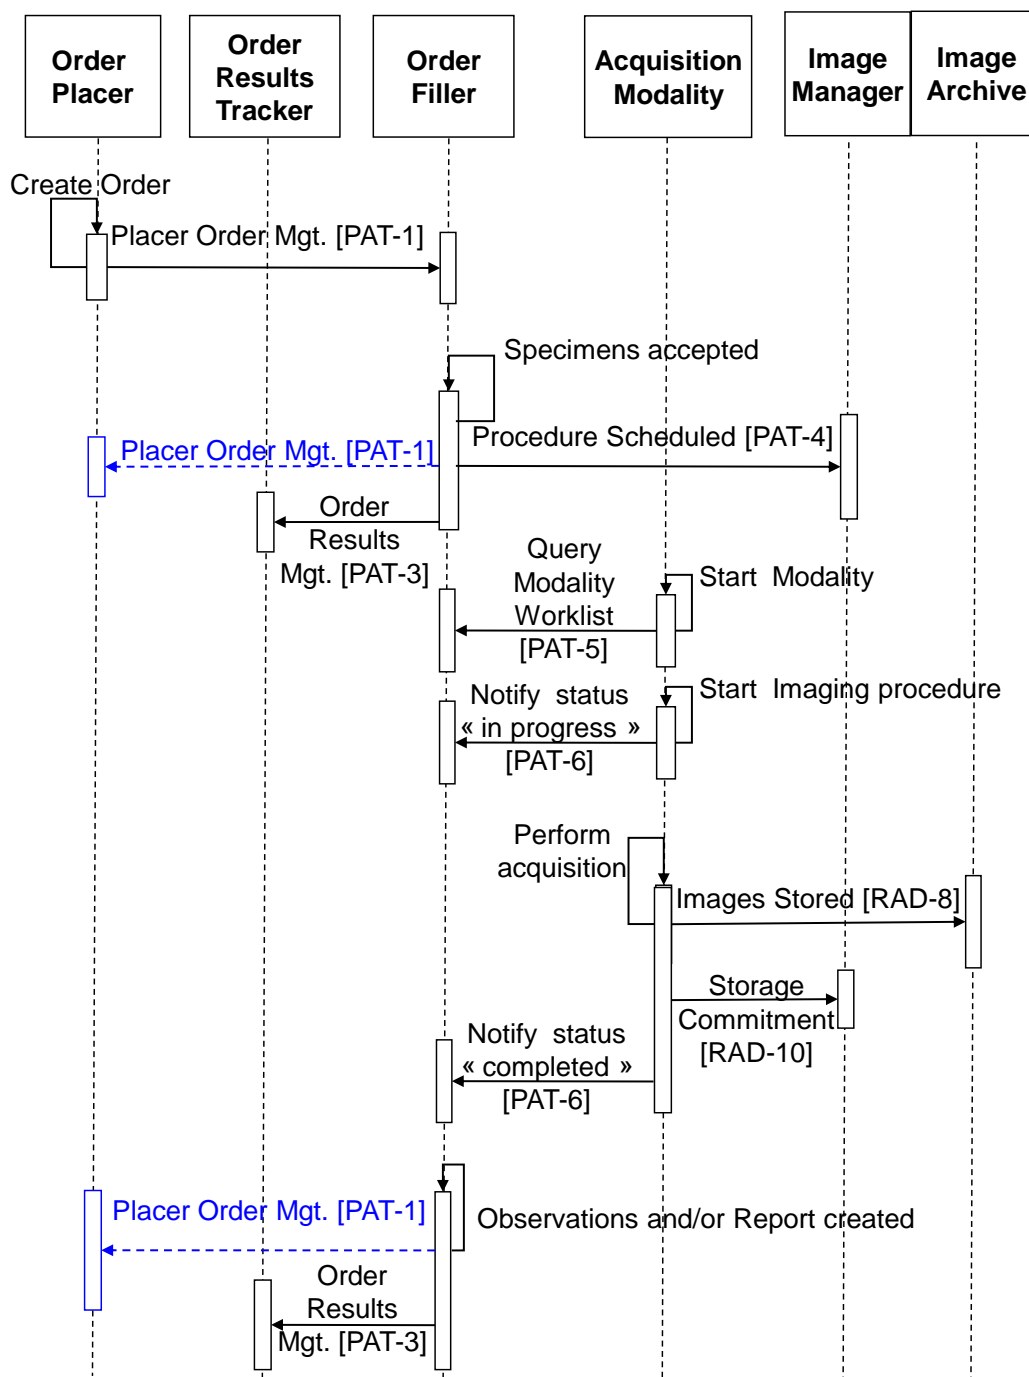 Order
Placer
Order
Results
Tracker
Order
Filler
Acquisition
Modality
Image
Manager
Image
Archive
Create Order
Placer Order Mgt. [PAT-1]
Specimens accepted
Placer Order Mgt. [PAT-1]
Procedure Scheduled [PAT-4]
Order
Results
Mgt. [PAT-3]
Query
Modality
Worklist
[PAT-5]
Start Modality
Notify status
« in progress »
[PAT-6]
Start Imaging procedure
Perform
acquisition
Images Stored [RAD-8]
Storage
Commitment
[RAD-10]
Notify status
« completed »
[PAT-6]
Placer Order Mgt. [PAT-1]
Observations and/or Report created
Order
Results
Mgt. [PAT-3]